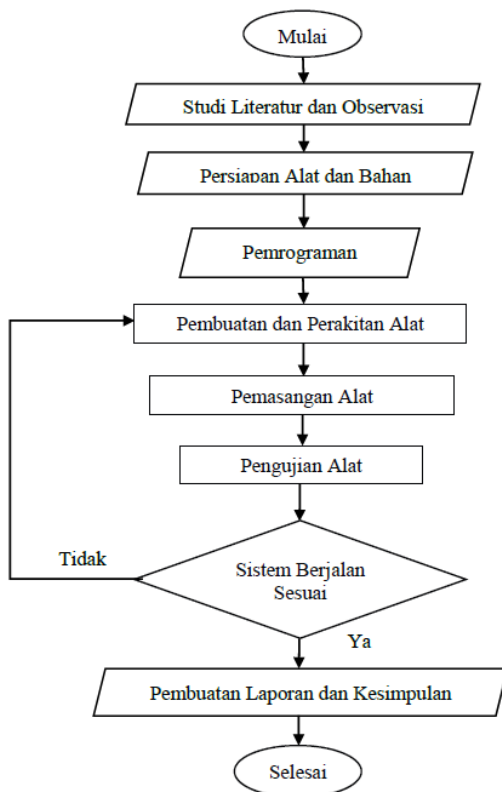 Mulai
Studi Literatur dan Observasi
Persiapan Alat dan Bahan
Pemrograman
Pembuatan dan Perakitan Alat
Pemasangan Alat
Pengujian Alat
Tidak
Sistem Berjalan
Sesuai
Ya
Pembuatan Laporan dan Kesimpulan
Selesai